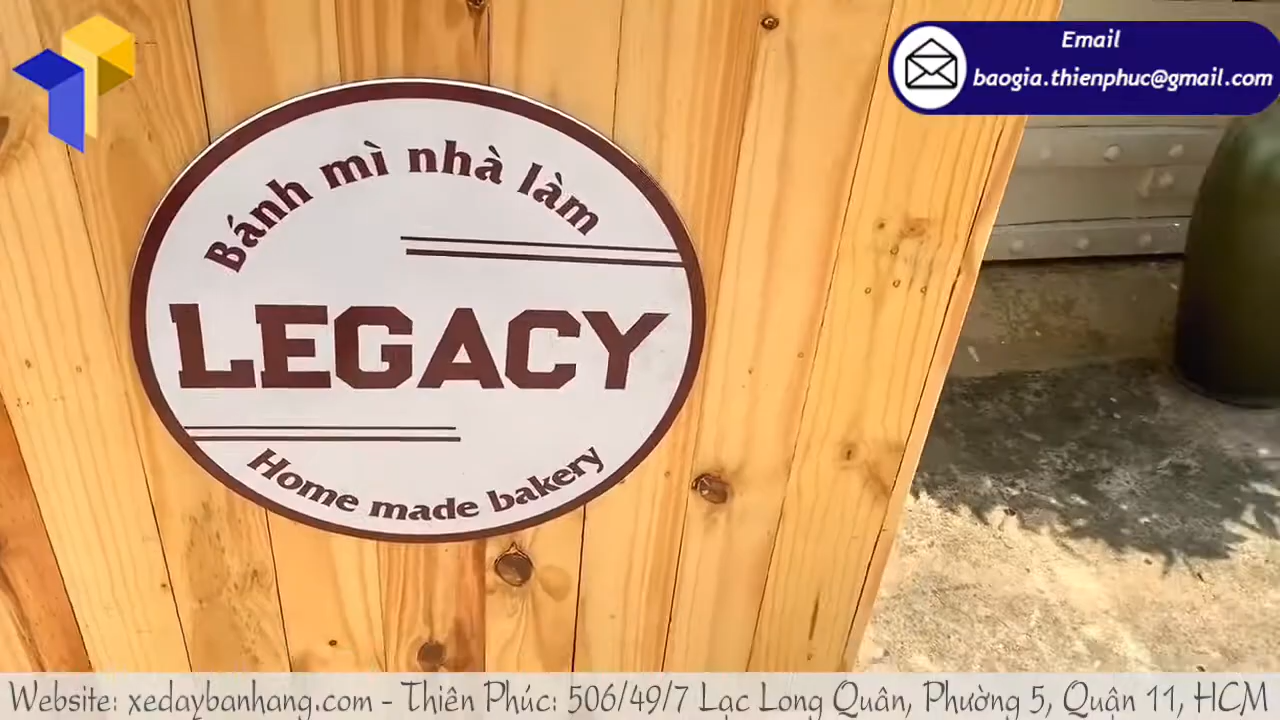 Email
baogia.thienphuc@gmail.com
Bánh mì nhà làm
LEGACY
Home made bakery
Website: xedaybanhang.com - Thiên Phúc: 506/49/7 Lạc Long Quân, Phường 5, Quận 11, HCM